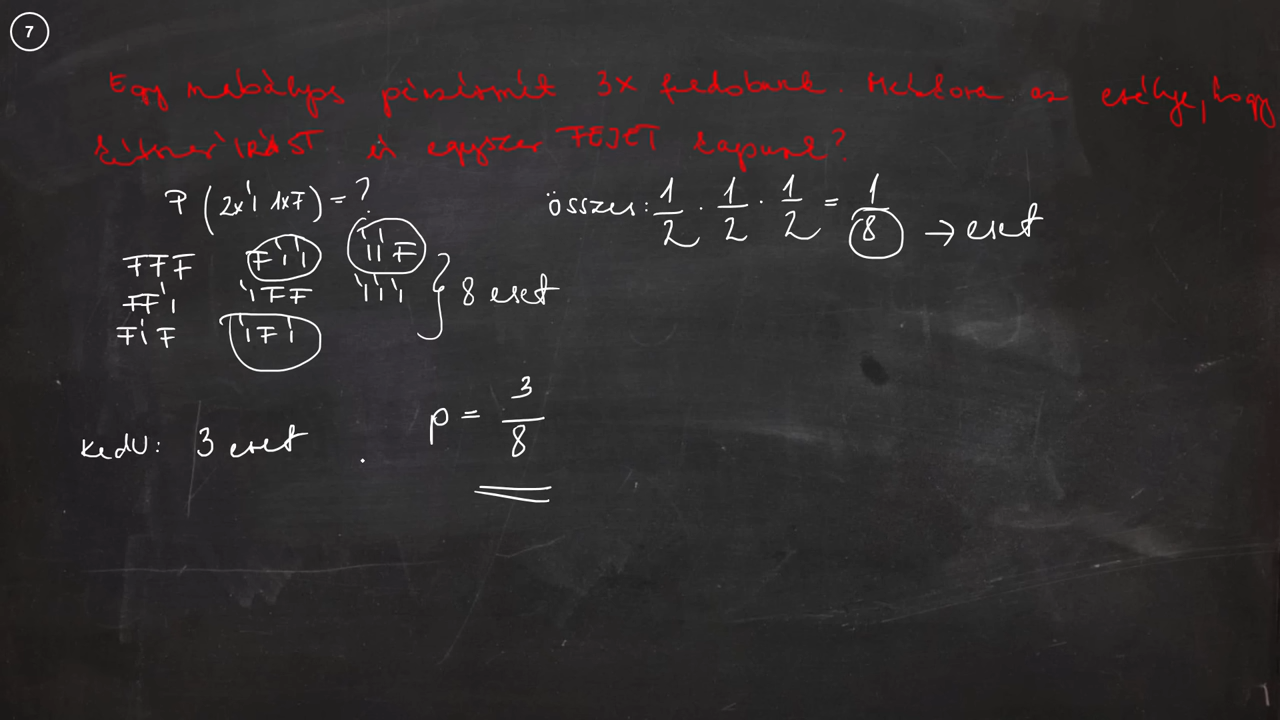 7
Egy szabályos pénzérmét 3x feldobunk. Mekkora az esélye, hogy
kétszer ÍRÁST és egyszer FEJET kapunk?
P (2xÍ 1xF) = ?
összes: 1/2 · 1/2 · 1/2 = 1/8 → eset
FFF FÍÍ ÍÍF
FFÍ ÍFF ÍÍÍ } 8 eset
FÍF ÍFÍ
p = 3/8
Kedv: 3 eset